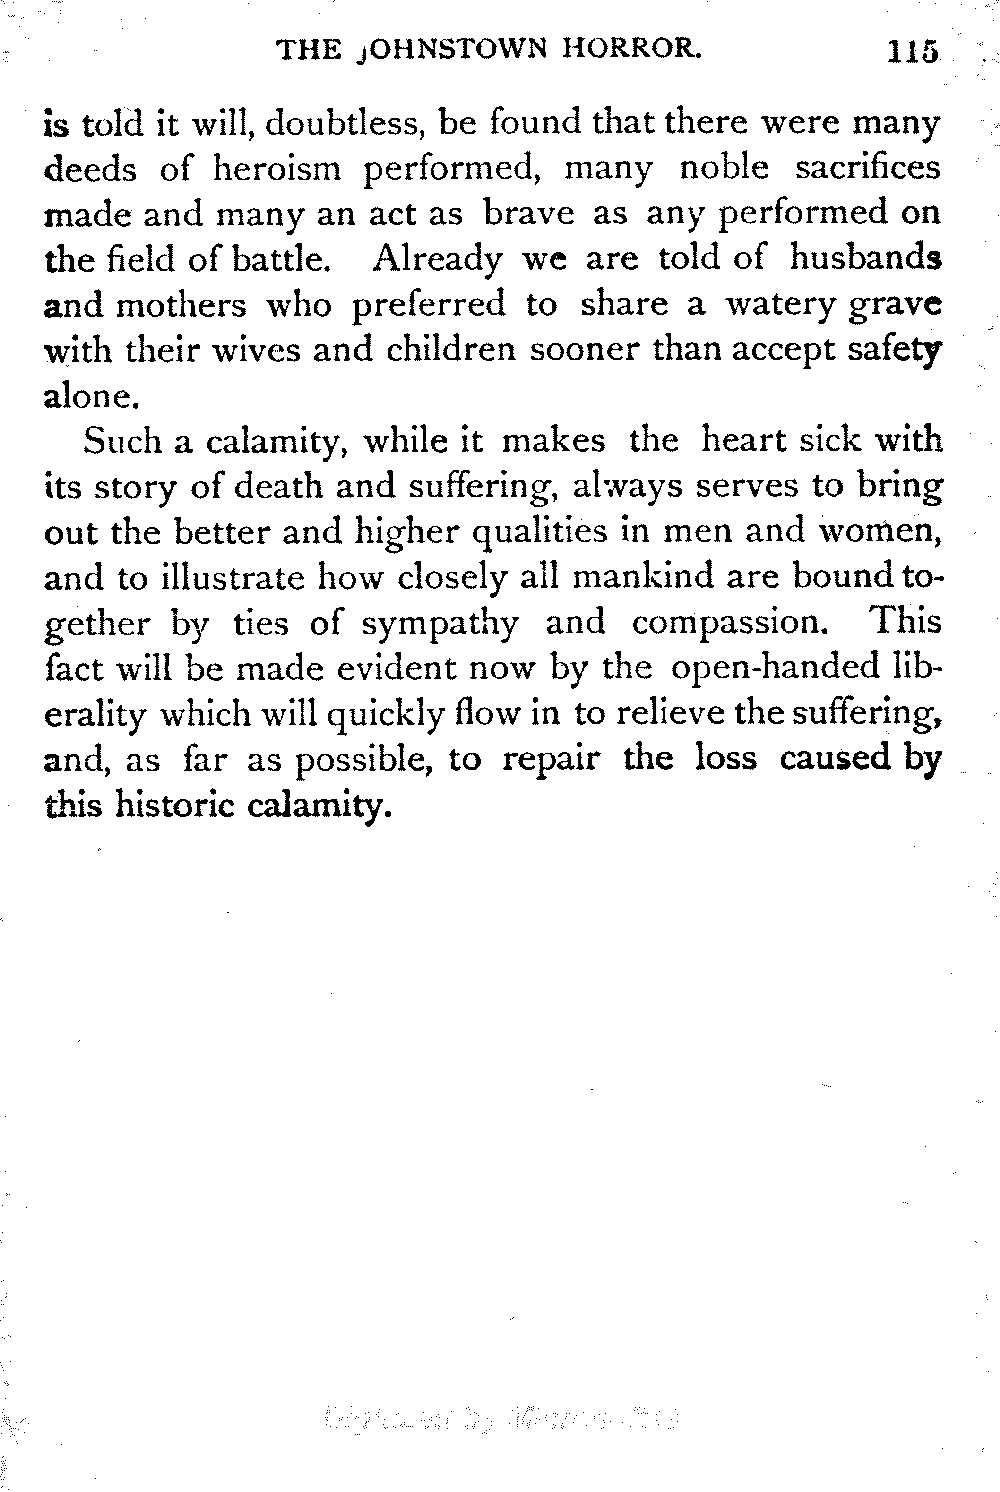 THE JOHNSTOWN HORROR. 115
is told it will, doubtless, be found that there were many
deeds of heroism performed, many noble sacrifices
made and many an act as brave as any performed on
the field of battle. Already we are told of husbands
and mothers who preferred to share a watery grave
with their wives and children sooner than accept safety
alone.
Such a calamity, while it makes the heart sick with
its story of death and suffering, always serves to bring
out the better and higher qualities in men and women,
and to illustrate how closely all mankind are bound to-
gether by ties of sympathy and compassion. This
fact will be made evident now by the open-handed lib-
erality which will quickly flow in to relieve the suffering,
and, as far as possible, to repair the loss caused by
this historic calamity.